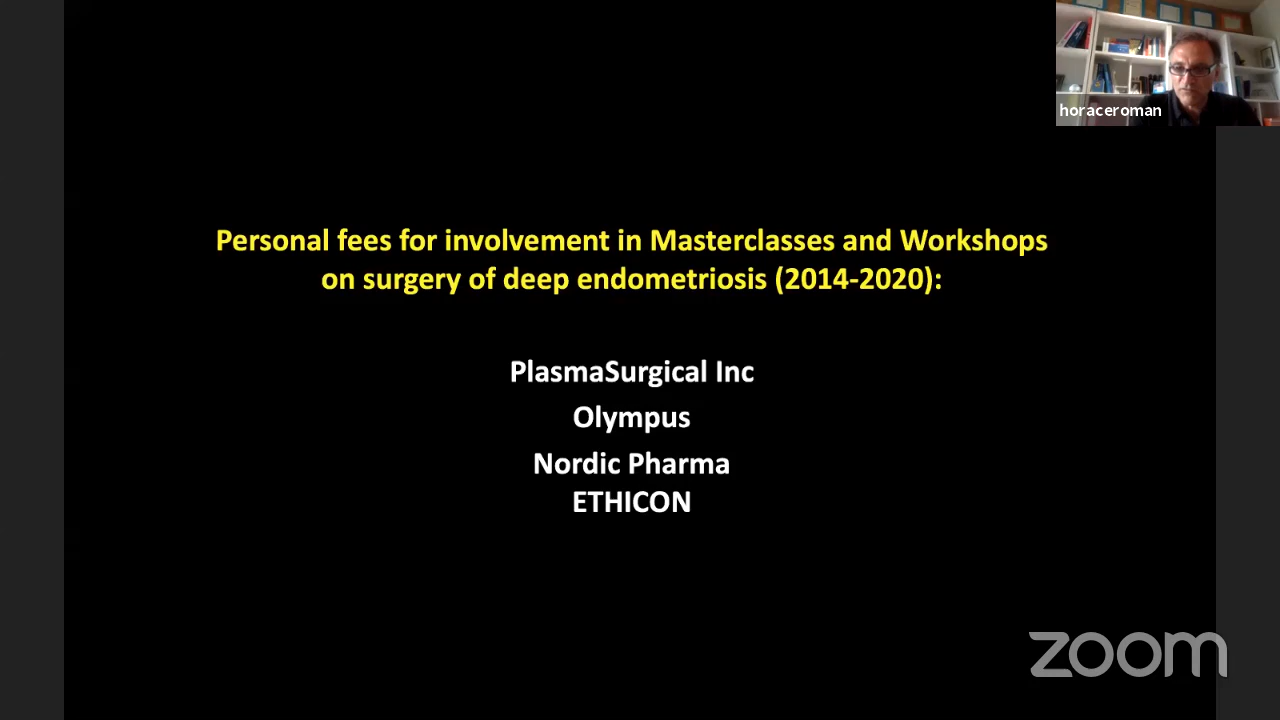 horaceroman
Personal fees for involvement in Masterclasses and Workshops
on surgery of deep endometriosis (2014-2020):
PlasmaSurgical Inc
Olympus
Nordic Pharma
ETHICON
zoom